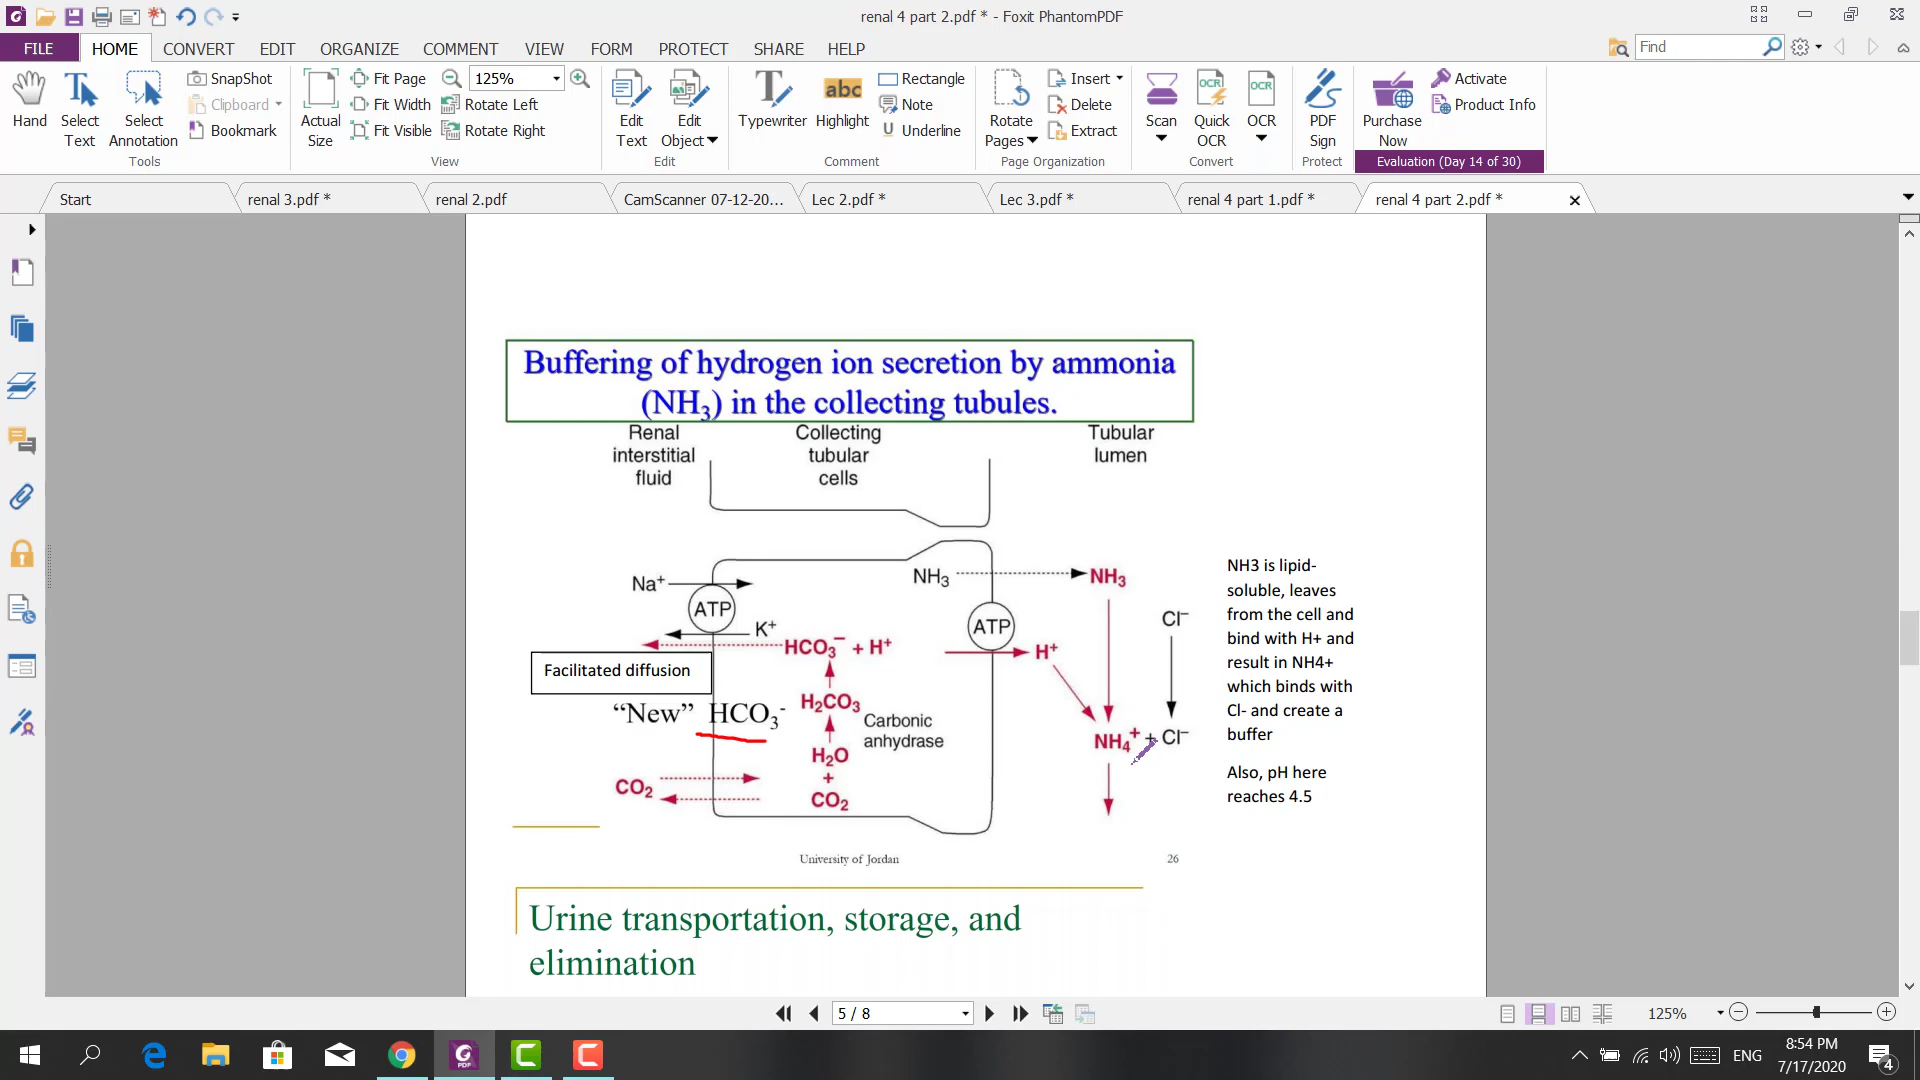 renal 4 part 2.pdf * - Foxit PhantomPDF
FILE HOME CONVERT EDIT ORGANIZE COMMENT VIEW FORM PROTECT SHARE HELP Find
Hand
Select Text
Select Annotation
SnapShot
Clipboard
Bookmark
Tools
Actual Size
Fit Page
Fit Width
Fit Visible
125%
Rotate Left
Rotate Right
View
Edit Text
Edit Object
Edit
Typewriter
abc
Highlight
Rectangle
Note
U Underline
Comment
Rotate Pages
Insert
Delete
Extract
Page Organization
Scan
OCR
Quick OCR
OCR
OCR
Convert
PDF Sign
Protect
Purchase Now
Activate
Product Info
Evaluation (Day 14 of 30)
Start
renal 3.pdf *
renal 2.pdf
CamScanner 07-12-20...
Lec 2.pdf *
Lec 3.pdf *
renal 4 part 1.pdf *
renal 4 part 2.pdf *
Buffering of hydrogen ion secretion by ammonia
(NH₃) in the collecting tubules.
Renal
interstitial
fluid
Collecting
tubular
cells
Tubular
lumen
Na⁺
ATP
K⁺
NH₃
NH₃
ATP
Cl⁻
HCO₃⁻ + H⁺
H⁺
Facilitated diffusion
“New” HCO₃⁻
H₂CO₃
Carbonic
anhydrase
NH₄⁺ + Cl⁻
H₂O
+
CO₂
CO₂
NH3 is lipid-
soluble, leaves
from the cell and
bind with H+ and
result in NH4+
which binds with
Cl- and create a
buffer
Also, pH here
reaches 4.5
University of Jordan
26
Urine transportation, storage, and
elimination
5 / 8
125%
PDF
ENG
8:54 PM
7/17/2020
4